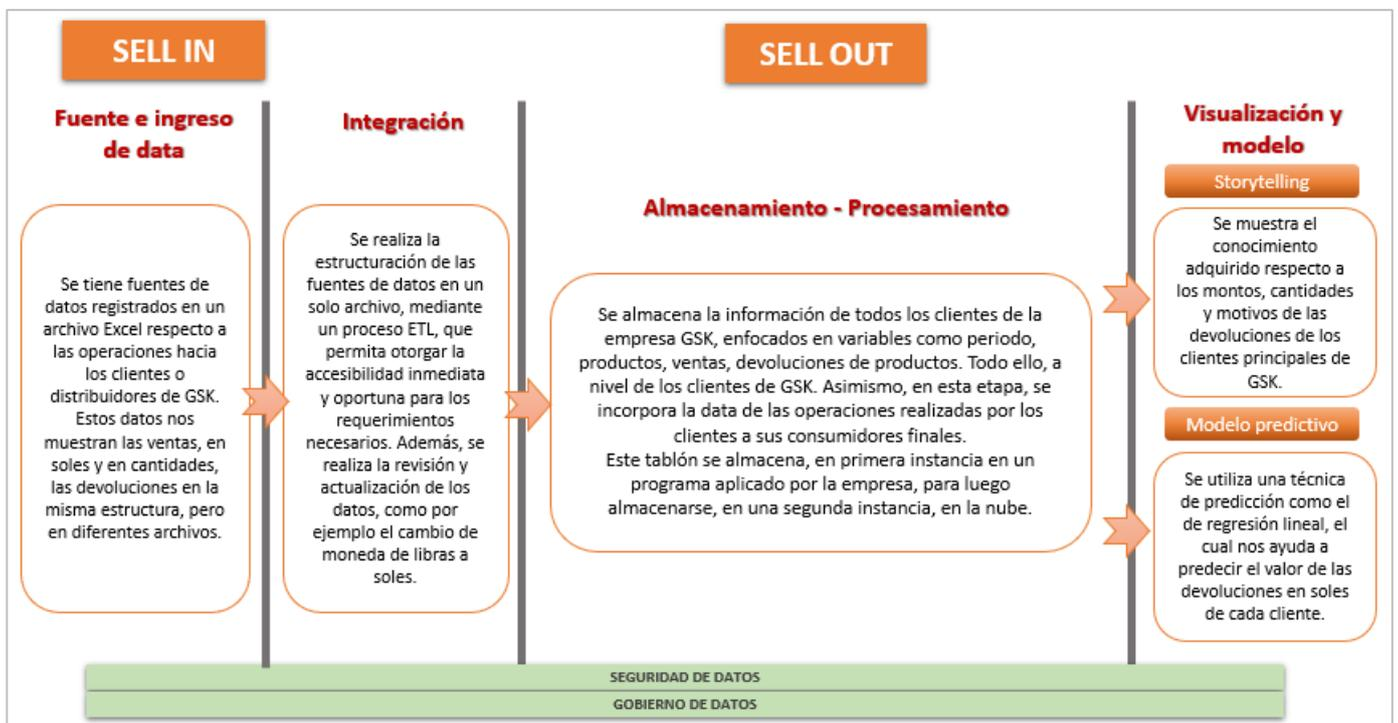 SELL IN
SELL OUT
Fuente e ingreso
de data
Se tiene fuentes de
datos registrados en un
archivo Excel respecto a
las operaciones hacia
los clientes o
distribuidores de GSK.
Estos datos nos
muestran las ventas, en
soles y en cantidades,
las devoluciones en la
misma estructura, pero
en diferentes archivos.
Integración
Se realiza la
estructuración de las
fuentes de datos en un
solo archivo, mediante
un proceso ETL, que
permita otorgar la
accesibilidad inmediata
y oportuna para los
requerimientos
necesarios. Además, se
realiza la revisión y
actualización de los
datos, como por
ejemplo el cambio de
moneda de libras a
soles.
Almacenamiento - Procesamiento
Se almacena la información de todos los clientes de la
empresa GSK, enfocados en variables como periodo,
productos, ventas, devoluciones de productos. Todo ello, a
nivel de los clientes de GSK. Asimismo, en esta etapa, se
incorpora la data de las operaciones realizadas por los
clientes a sus consumidores finales.
Este tablón se almacena, en primera instancia en un
programa aplicado por la empresa, para luego
almacenarse, en una segunda instancia, en la nube.
Visualización y
modelo
Storytelling
Se muestra el
conocimiento
adquirido respecto a
los montos, cantidades
y motivos de las
devoluciones de los
clientes principales de
GSK.
Modelo predictivo
Se utiliza una técnica
de predicción como el
de regresión lineal, el
cual nos ayuda a
predecir el valor de las
devoluciones en soles
de cada cliente.
SEGURIDAD DE DATOS
GOBIERNO DE DATOS